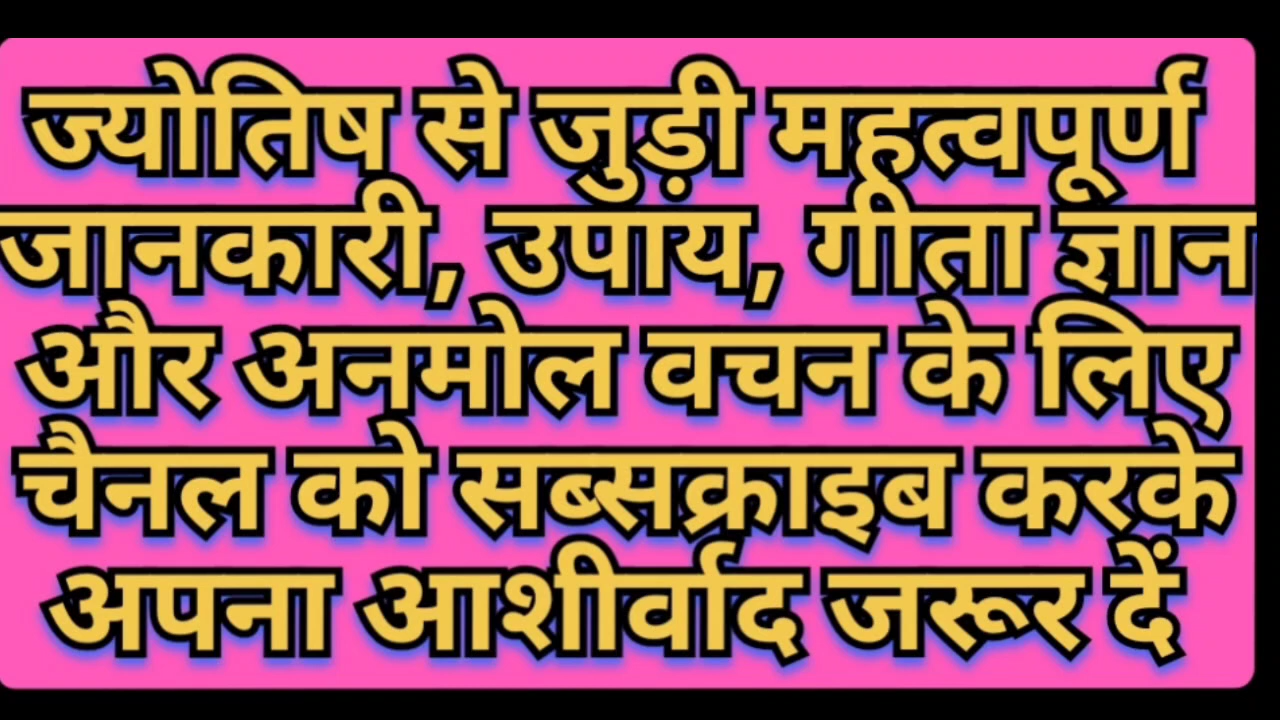 ज्योतिष से जुड़ी महत्वपूर्ण
जानकारी, उपाय, गीता ज्ञान
और अनमोल वचन के लिए
चैनल को सब्सक्राइब करके
अपना आशीर्वाद जरूर दें